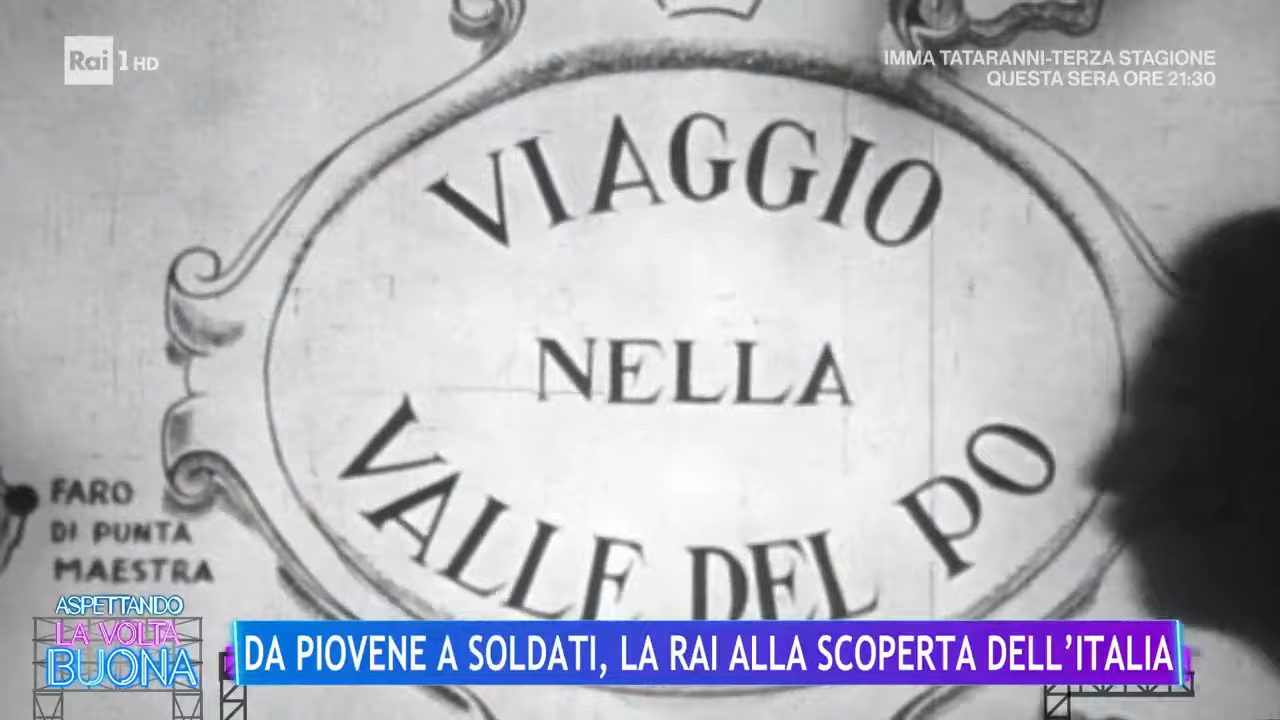 Rai 1 HD
IMMA TATARANNI-TERZA STAGIONE
QUESTA SERA ORE 21:30
VIAGGIO
NELLA
VALLE DEL PO
FARO
DI PUNTA
MAESTRA
ASPETTANDO
LA VOLTA
BUONA
DA PIOVENE A SOLDATI, LA RAI ALLA SCOPERTA DELL'ITALIA